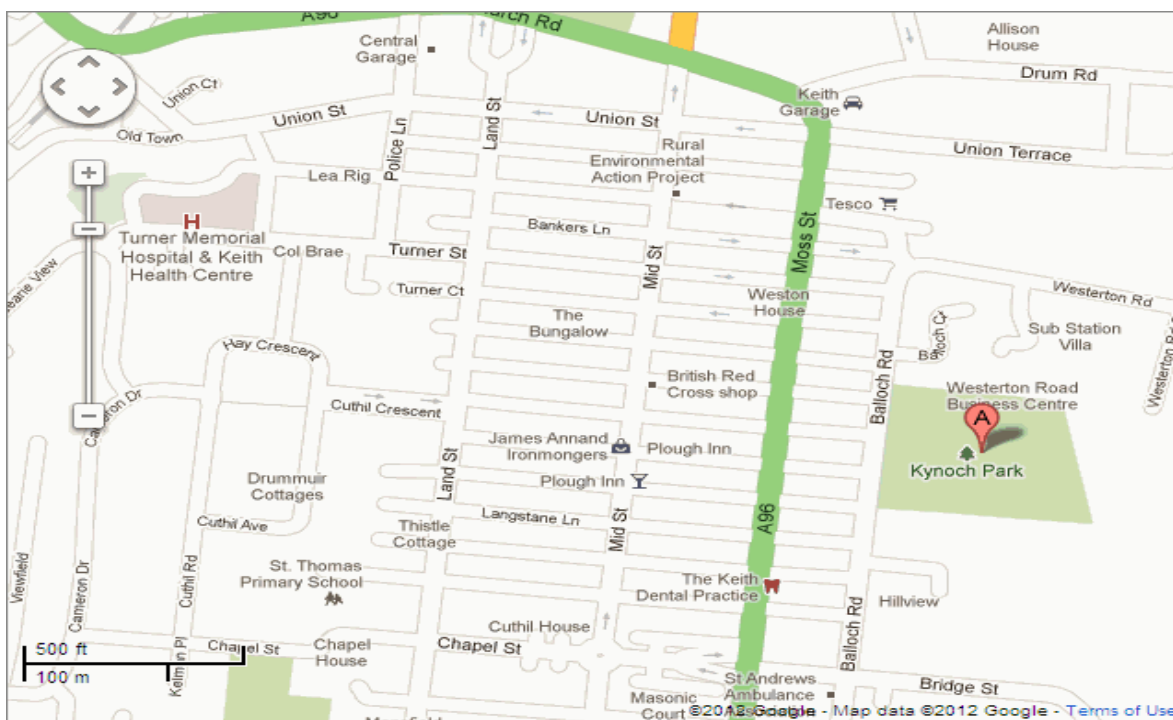 A96
urch Rd
Allison
House
Central
Garage
Drum Rd
Union Ct
Keith
Garage
Union St
Union St
Old Town
Land St
Police Ln
Rural
Environmental
Action Project
Union Terrace
Lea Rig
Tesco
H
Turner Memorial
Hospital & Keith
Health Centre
Bankers Ln
Col Brae
Turner St
Moss St
Mid St
Turner Ct
Weston
House
Westerton Rd
The
Bungalow
Sub Station
Villa
Hay Crescent
Balloch Rd
British Red
Cross shop
Westerton Road
Business Centre
Cameron Dr
Cuthil Crescent
A
James Annand
Ironmongers
Plough Inn
Kynoch Park
Plough Inn
Drummuir
Cottages
Land St
Langstane Ln
A96
Cuthil Ave
Thistle
Cottage
Mid St
St. Thomas
Primary School
The Keith
Dental Practice
Viewfield
Cameron Dr
Cuthil Rd
Hillview
Cuthil House
Balloch Rd
500 ft
Chapel St
Chapel
House
Chapel St
100 m
Kelman Pl
St Andrews
Ambulance
Bridge St
Masonic
Court
©2012 Google - Map data ©2012 Google - Terms of Use